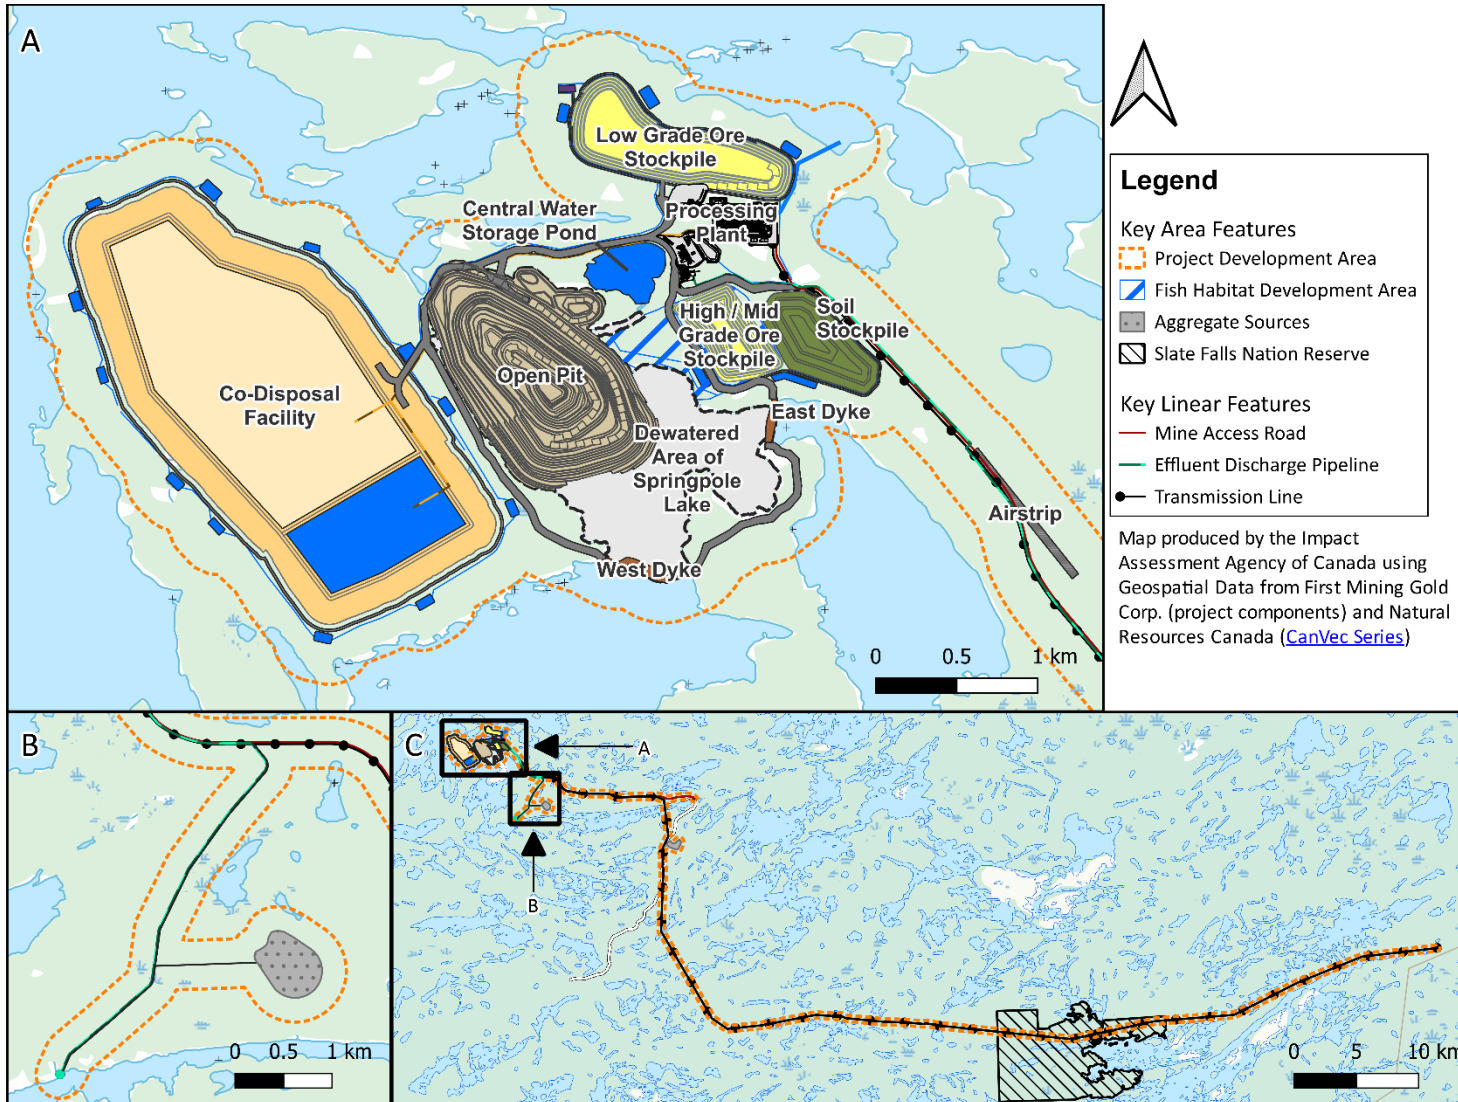 A
Low Grade Ore
Stockpile
Central Water
Storage Pond
Processing
Plant
High / Mid
Grade Ore
Stockpile
Soil
Stockpile
Open Pit
Co-Disposal
Facility
East Dyke
Dewatered
Area of
Springpole
Lake
Airstrip
West Dyke
0 0.5 1 km
Legend
Key Area Features
Project Development Area
Fish Habitat Development Area
Aggregate Sources
Slate Falls Nation Reserve
Key Linear Features
Mine Access Road
Effluent Discharge Pipeline
Transmission Line
Map produced by the Impact
Assessment Agency of Canada using
Geospatial Data from First Mining Gold
Corp. (project components) and Natural
Resources Canada (CanVec Series)
B
0 0.5 1 km
C
A
B
0 5 10 km